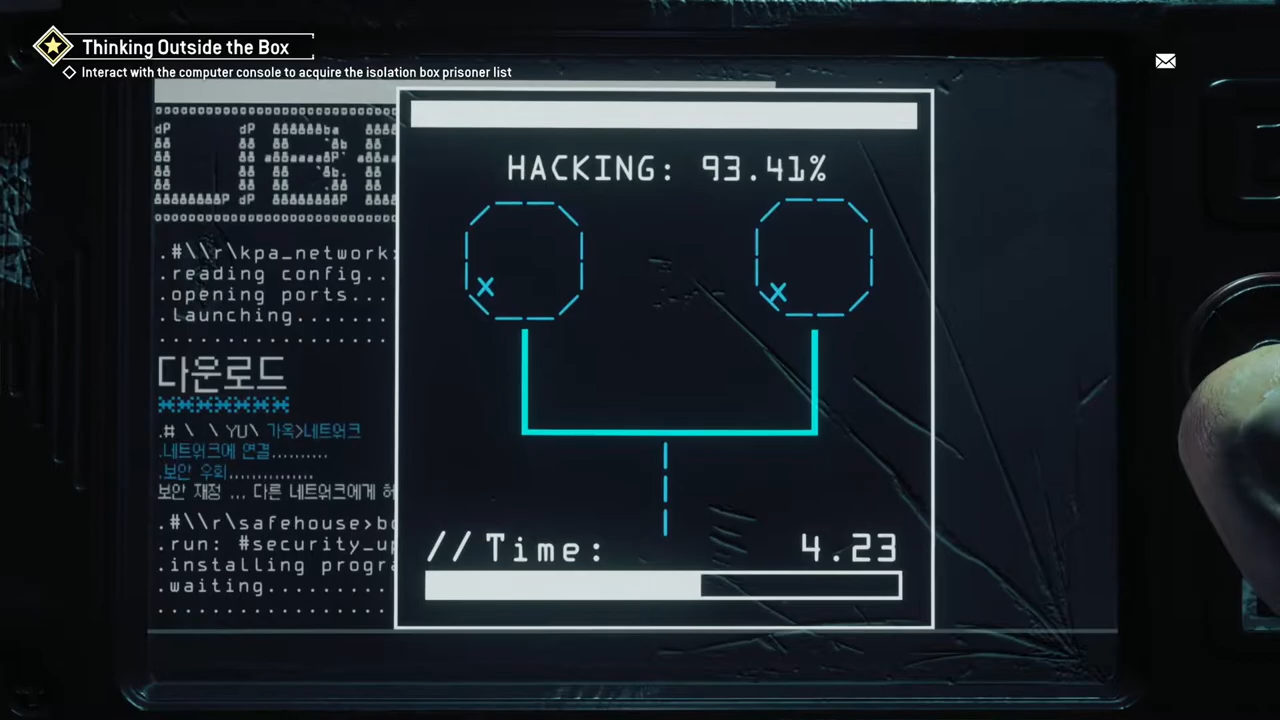 Thinking Outside the Box
Interact with the computer console to acquire the isolation box prisoner list
HACKING: 93.41%
.#\\r\kpa_network:
.reading config..
.opening ports...
.launching.......
.................
다운로드
.# \ \ YU\ 가옥>네트워크
.네트워크에 연결..........
.보안 우회...............
보안 재정 ... 다른 네트워크에게 허
.#\\r\safehouse>bo
.run: #security_up
.installing progra
.waiting..........
.................
//Time: 4.23